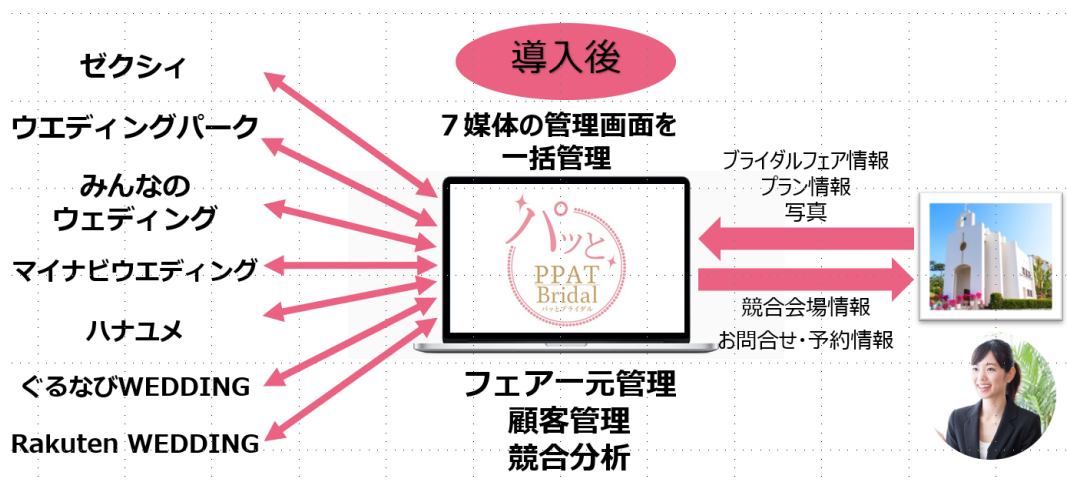 導入後
ゼクシィ
ウエディングパーク
みんなの
ウェディング
マイナビウエディング
ハナユメ
ぐるなびWEDDING
Rakuten WEDDING
７媒体の管理画面を
一括管理
パッと
PPAT
Bridal
パッとブライダル
フェア一元管理
顧客管理
競合分析
ブライダルフェア情報
プラン情報
写真
競合会場情報
お問合せ・予約情報